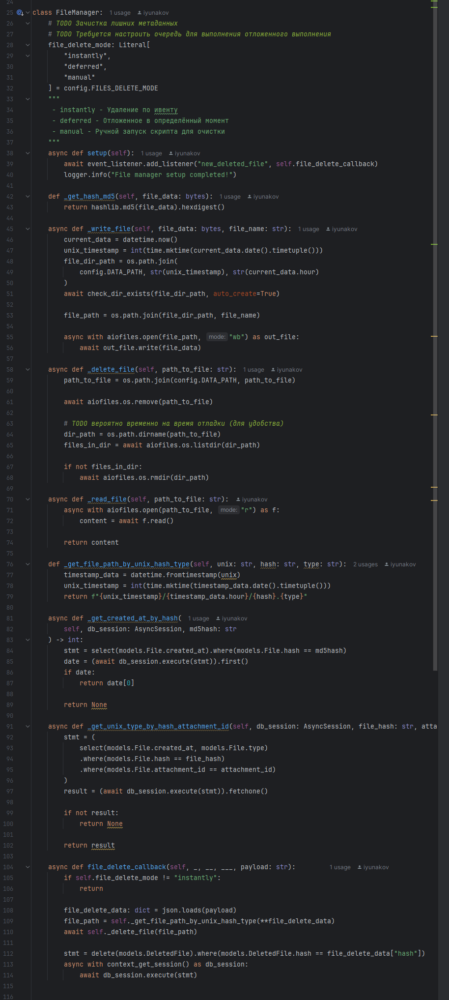 24
25 class FileManager: 1 usage iyunakov
26 # TODO Зачистка лишних метаданных
27 # TODO Требуется настроить очередь для выполнения отложенного выполнения
28 file_delete_mode: Literal[
29 "instantly",
30 "deferred",
31 "manual"
32 ] = config.FILES_DELETE_MODE
33 """
34 - instantly - Удаление по ивенту
35 - deferred - Отложенное в определённый момент
36 - manual - Ручной запуск скрипта для очистки
37 """
38 async def setup(self): 1 usage iyunakov
39 await event_listener.add_listener("new_deleted_file", self.file_delete_callback)
40 logger.info("File manager setup completed!")
41
42 def _get_hash_md5(self, file_data: bytes): 1 usage iyunakov
43 return hashlib.md5(file_data).hexdigest()
44
45 async def _write_file(self, file_data: bytes, file_name: str): 1 usage iyunakov
46 current_data = datetime.now()
47 unix_timestamp = int(time.mktime(current_data.date().timetuple()))
48 file_dir_path = os.path.join(
49 config.DATA_PATH, str(unix_timestamp), str(current_data.hour)
50 )
51 await check_dir_exists(file_dir_path, auto_create=True)
52
53 file_path = os.path.join(file_dir_path, file_name)
54
55 async with aiofiles.open(file_path, mode: "wb") as out_file:
56 await out_file.write(file_data)
57
58 async def _delete_file(self, path_to_file: str): 1 usage iyunakov
59 path_to_file = os.path.join(config.DATA_PATH, path_to_file)
60
61 await aiofiles.os.remove(path_to_file)
62
63 # TODO вероятно временно на время отладки (для удобства)
64 dir_path = os.path.dirname(path_to_file)
65 files_in_dir = await aiofiles.os.listdir(dir_path)
66
67 if not files_in_dir:
68 await aiofiles.os.rmdir(dir_path)
69
70 async def _read_file(self, path_to_file: str): iyunakov
71 async with aiofiles.open(path_to_file, mode: "r") as f:
72 content = await f.read()
73
74 return content
75
76 def _get_file_path_by_unix_hash_type(self, unix: str, hash: str, type: str): 2 usages iyunakov
77 timestamp_data = datetime.fromtimestamp(unix)
78 unix_timestamp = int(time.mktime(timestamp_data.date().timetuple()))
79 return f"{unix_timestamp}/{timestamp_data.hour}/{hash}.{type}"
80
81 async def _get_created_at_by_hash( 1 usage iyunakov
82 self, db_session: AsyncSession, md5hash: str
83 ) -> int:
84 stmt = select(models.File.created_at).where(models.File.hash == md5hash)
85 date = (await db_session.execute(stmt)).first()
86 if date:
87 return date[0]
88
89 return None
90
91 async def _get_unix_type_by_hash_attachment_id(self, db_session: AsyncSession, file_hash: str, atta
92 stmt = (
93 select(models.File.created_at, models.File.type)
94 .where(models.File.hash == file_hash)
95 .where(models.File.attachment_id == attachment_id)
96 )
97 result = (await db_session.execute(stmt)).fetchone()
98
99 if not result:
100 return None
101
102 return result
103
104 async def file_delete_callback(self, _, __, ___, payload: str): 1 usage iyunakov
105 if self.file_delete_mode != "instantly":
106 return
107
108 file_delete_data: dict = json.loads(payload)
109 file_path = self._get_file_path_by_unix_hash_type(**file_delete_data)
110 await self._delete_file(file_path)
111
112 stmt = delete(models.DeletedFile).where(models.DeletedFile.hash == file_delete_data["hash"])
113 async with context_get_session() as db_session:
114 await db_session.execute(stmt)
115
116